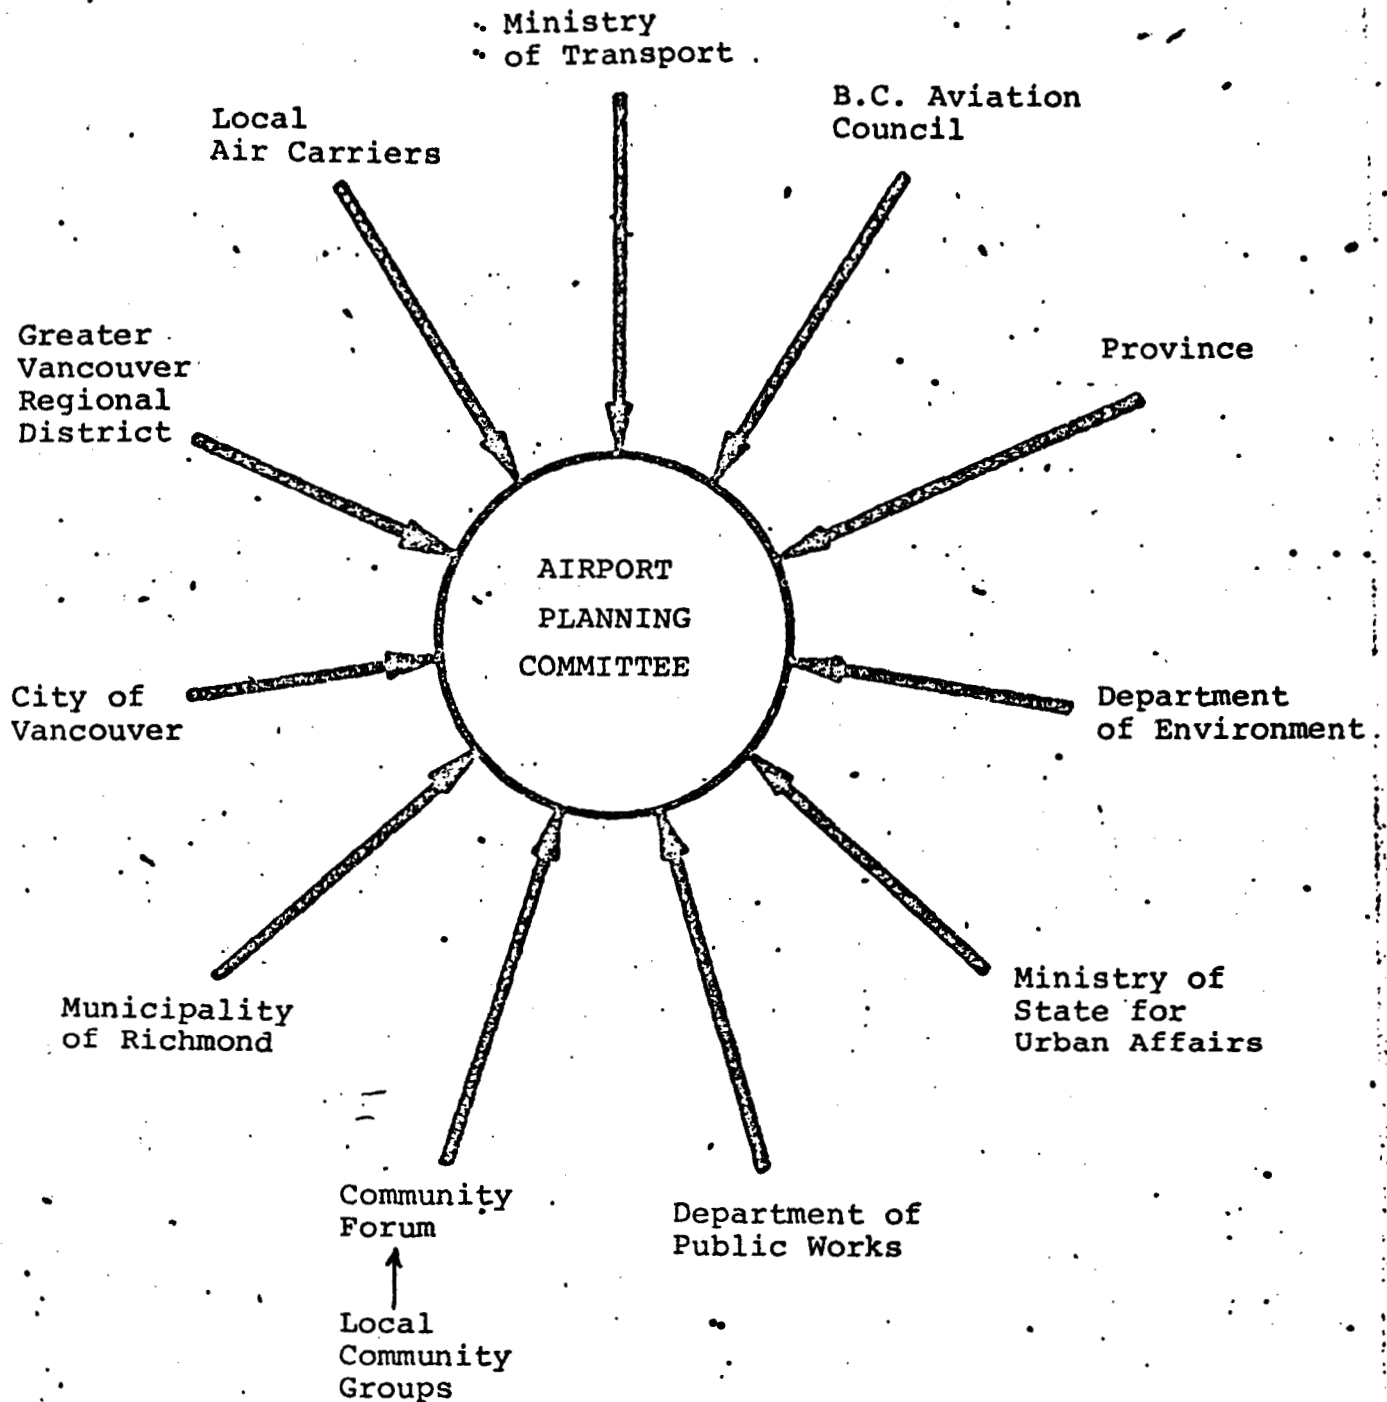 Ministry
of Transport
B.C. Aviation
Council
Local
Air Carriers
Greater
Vancouver
Regional
District
Province
AIRPORT
PLANNING
COMMITTEE
City of
Vancouver
Department
of Environment
Municipality
of Richmond
Ministry of
State for
Urban Affairs
Community
Forum
Department of
Public Works
Local
Community
Groups